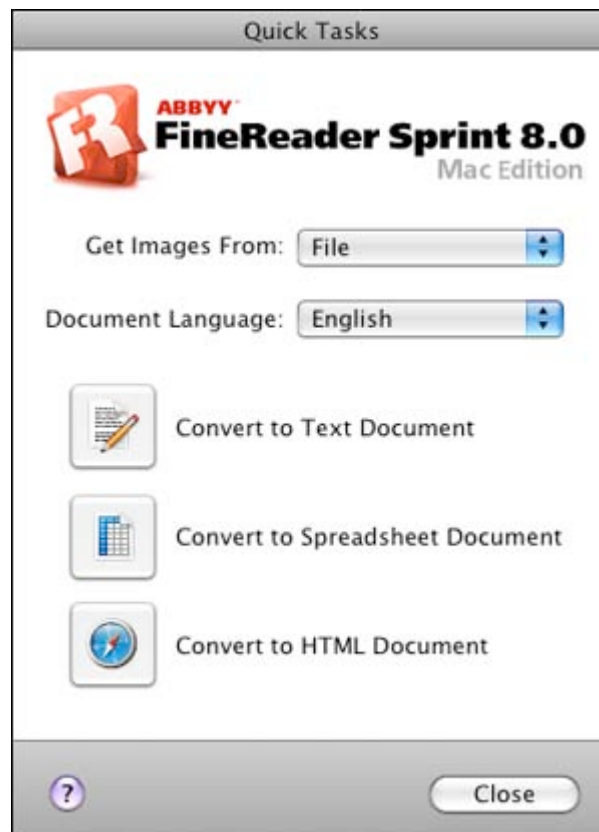 Quick Tasks
ABBYY
FineReader Sprint 8.0
Mac Edition
Get Images From: File
Document Language: English
Convert to Text Document
Convert to Spreadsheet Document
Convert to HTML Document
? Close